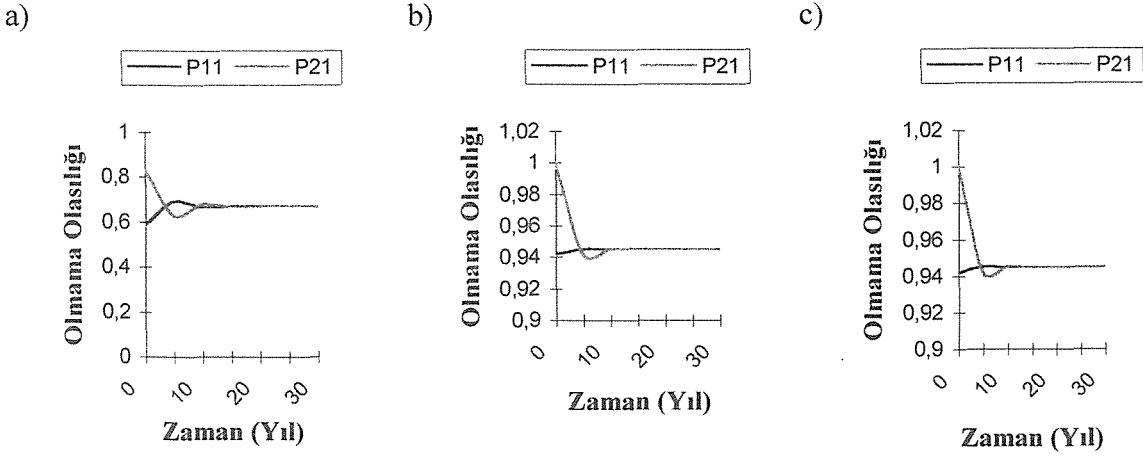 a)
P11 P21
Olmama Olasılığı
1
0,8
0,6
0,4
0,2
0
0 10 30
Zaman (Yıl)
b)
P11 P21
Olmama Olasılığı
1,02
1
0,98
0,96
0,94
0,92
0,9
0 10 30
Zaman (Yıl)
c)
P11 P21
Olmama Olasılığı
1,02
1
0,98
0,96
0,94
0,92
0,9
0 10 30
Zaman (Yıl)